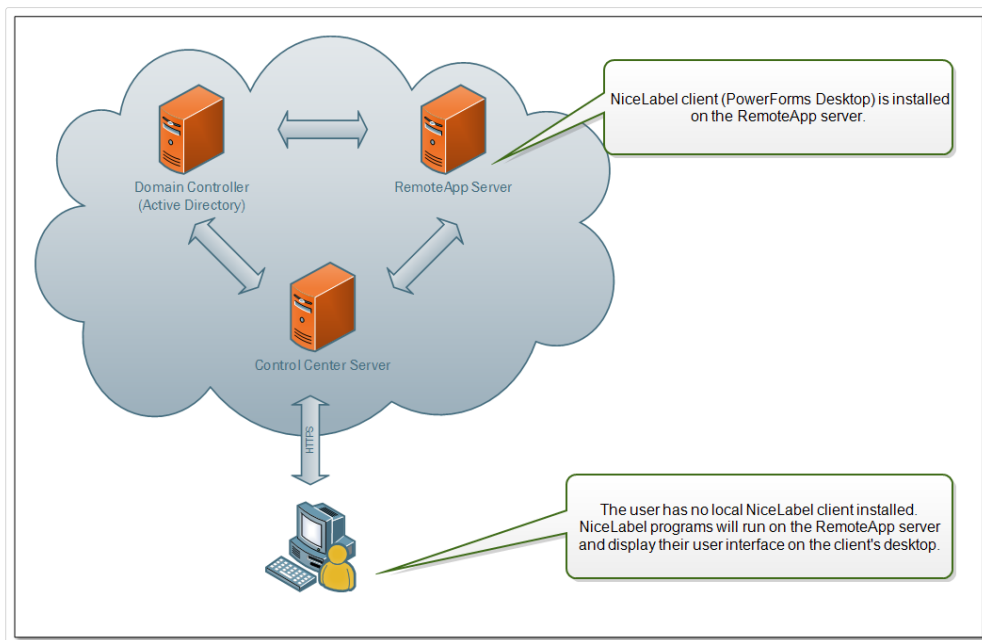 NiceLabel client (PowerForms Desktop) is installed
on the RemoteApp server.
Domain Controller
(Active Directory)
RemoteApp Server
Control Center Server
HTTPS
The user has no local NiceLabel client installed.
NiceLabel programs will run on the RemoteApp server
and display their user interface on the client's desktop.